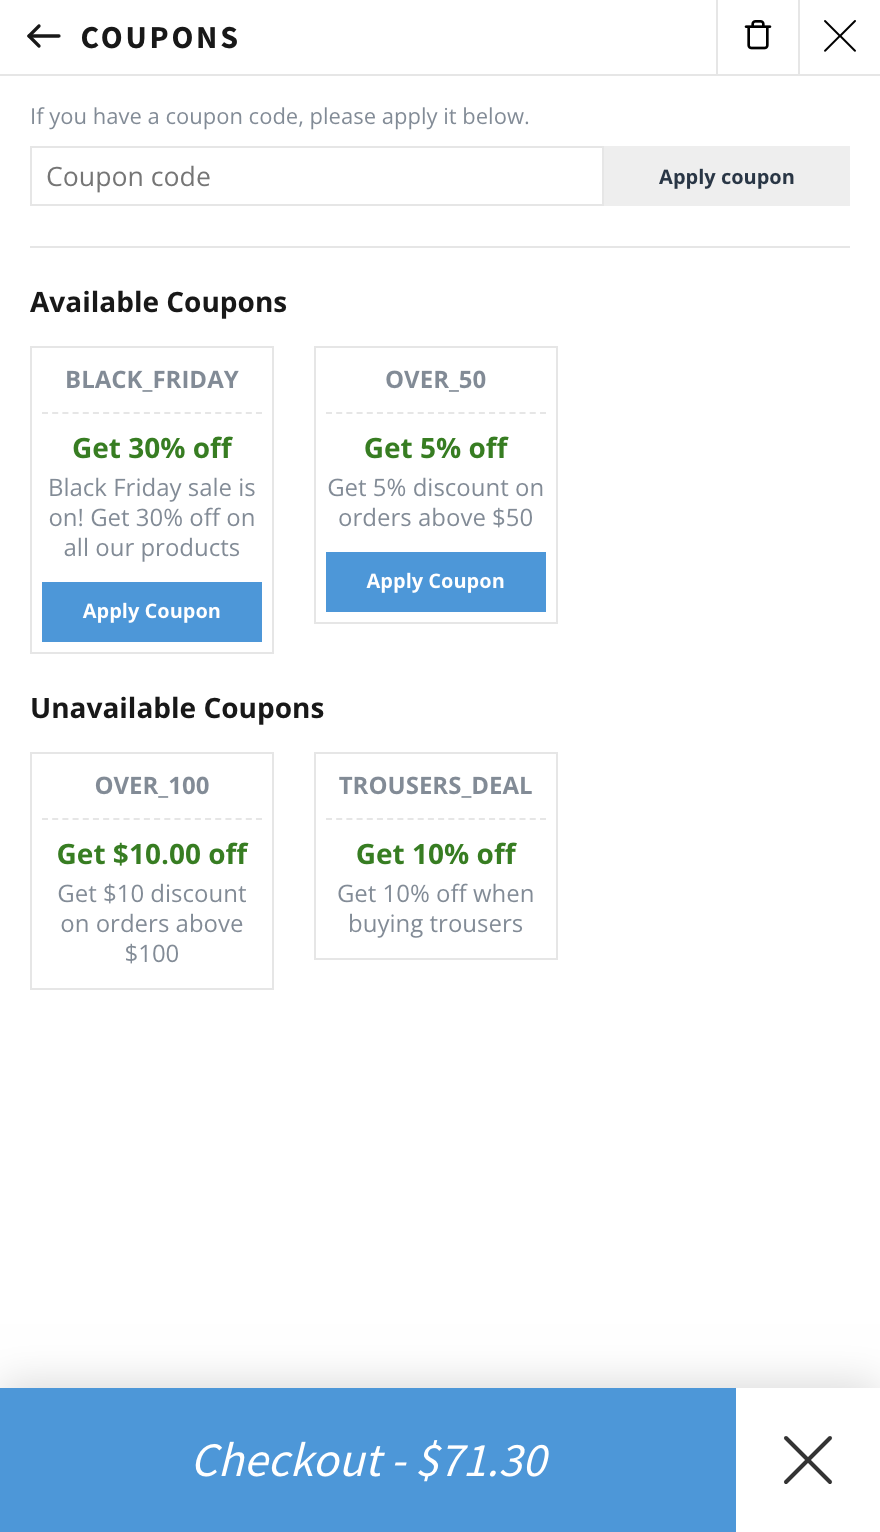 COUPONS
If you have a coupon code, please apply it below.
Coupon code
Apply coupon
Available Coupons
BLACK_FRIDAY
Get 30% off
Black Friday sale is
on! Get 30% off on
all our products
Apply Coupon
OVER_50
Get 5% off
Get 5% discount on
orders above $50
Apply Coupon
Unavailable Coupons
OVER_100
Get $10.00 off
Get $10 discount
on orders above
$100
TROUSERS_DEAL
Get 10% off
Get 10% off when
buying trousers
Checkout - $71.30